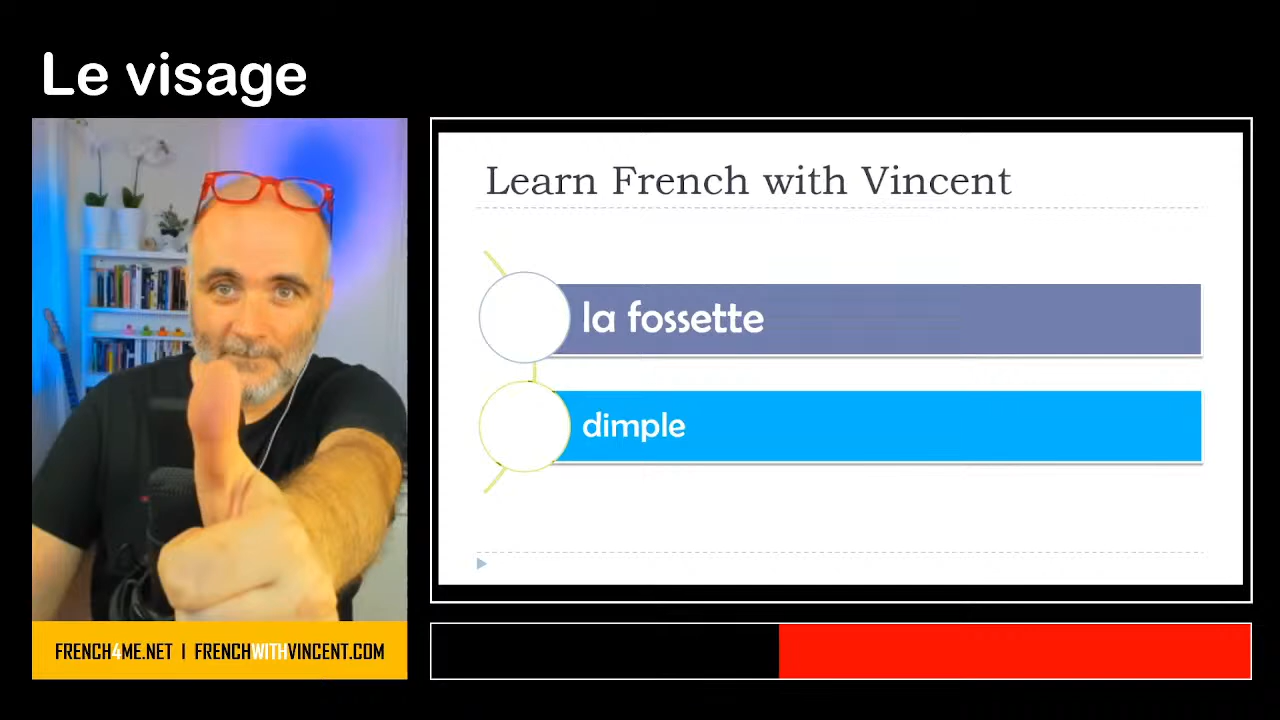 Le visage
Learn French with Vincent
la fossette
dimple
FRENCH4ME.NET I FRENCHWITHVINCENT.COM